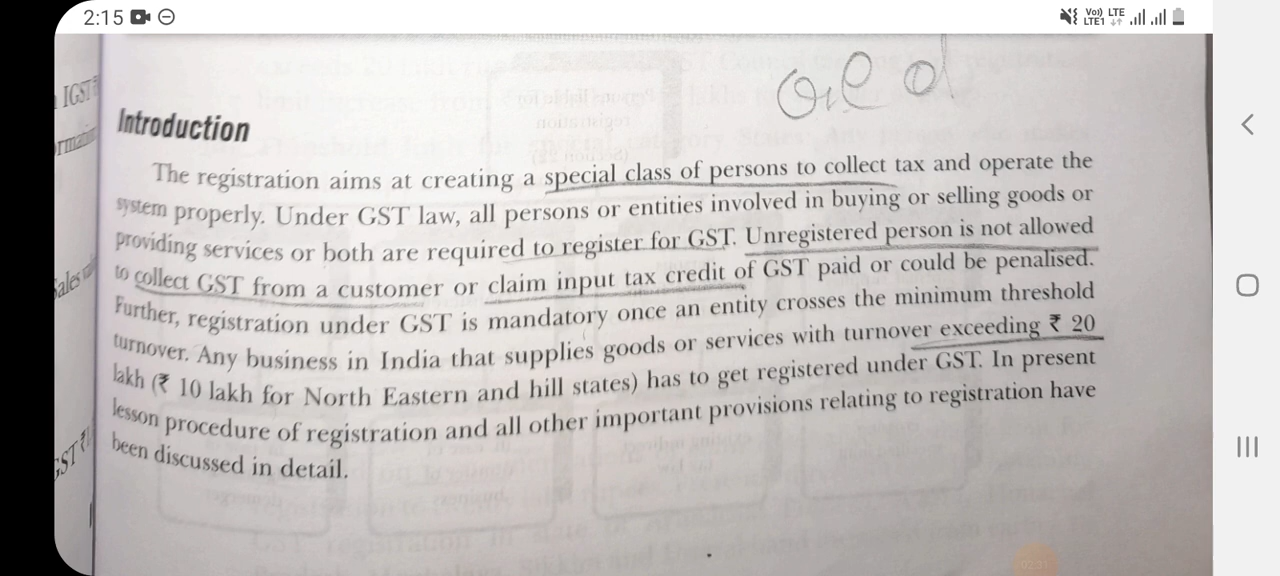 2:15
Vo)) LTE
LTE1
IGST
Introduction
The registration aims at creating a special class of persons to collect tax and operate the
system properly. Under GST law, all persons or entities involved in buying or selling goods or
providing services or both are required to register for GST. Unregistered person is not allowed
to collect GST from a customer or claim input tax credit of GST paid or could be penalised.
Further, registration under GST is mandatory once an entity crosses the minimum threshold
turnover. Any business in India that supplies goods or services with turnover exceeding ₹ 20
lakh (₹ 10 lakh for North Eastern and hill states) has to get registered under GST. In present
lesson procedure of registration and all other important provisions relating to registration have
been discussed in detail.
02:31